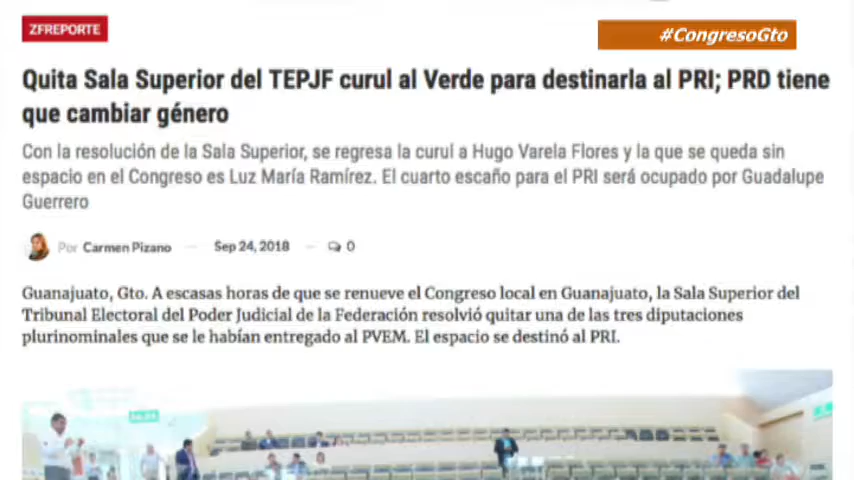 ZFREPORTE
#CongresoGto
Quita Sala Superior del TEPJF curul al Verde para destinarla al PRI; PRD tiene
que cambiar género
Con la resolución de la Sala Superior, se regresa la curul a Hugo Varela Flores y la que se queda sin
espacio en el Congreso es Luz María Ramírez. El cuarto escaño para el PRI será ocupado por Guadalupe
Guerrero
Por Carmen Pizano — Sep 24, 2018 — 0
Guanajuato, Gto. A escasas horas de que se renueve el Congreso local en Guanajuato, la Sala Superior del
Tribunal Electoral del Poder Judicial de la Federación resolvió quitar una de las tres diputaciones
plurinominales que se le habían entregado al PVEM. El espacio se destinó al PRI.